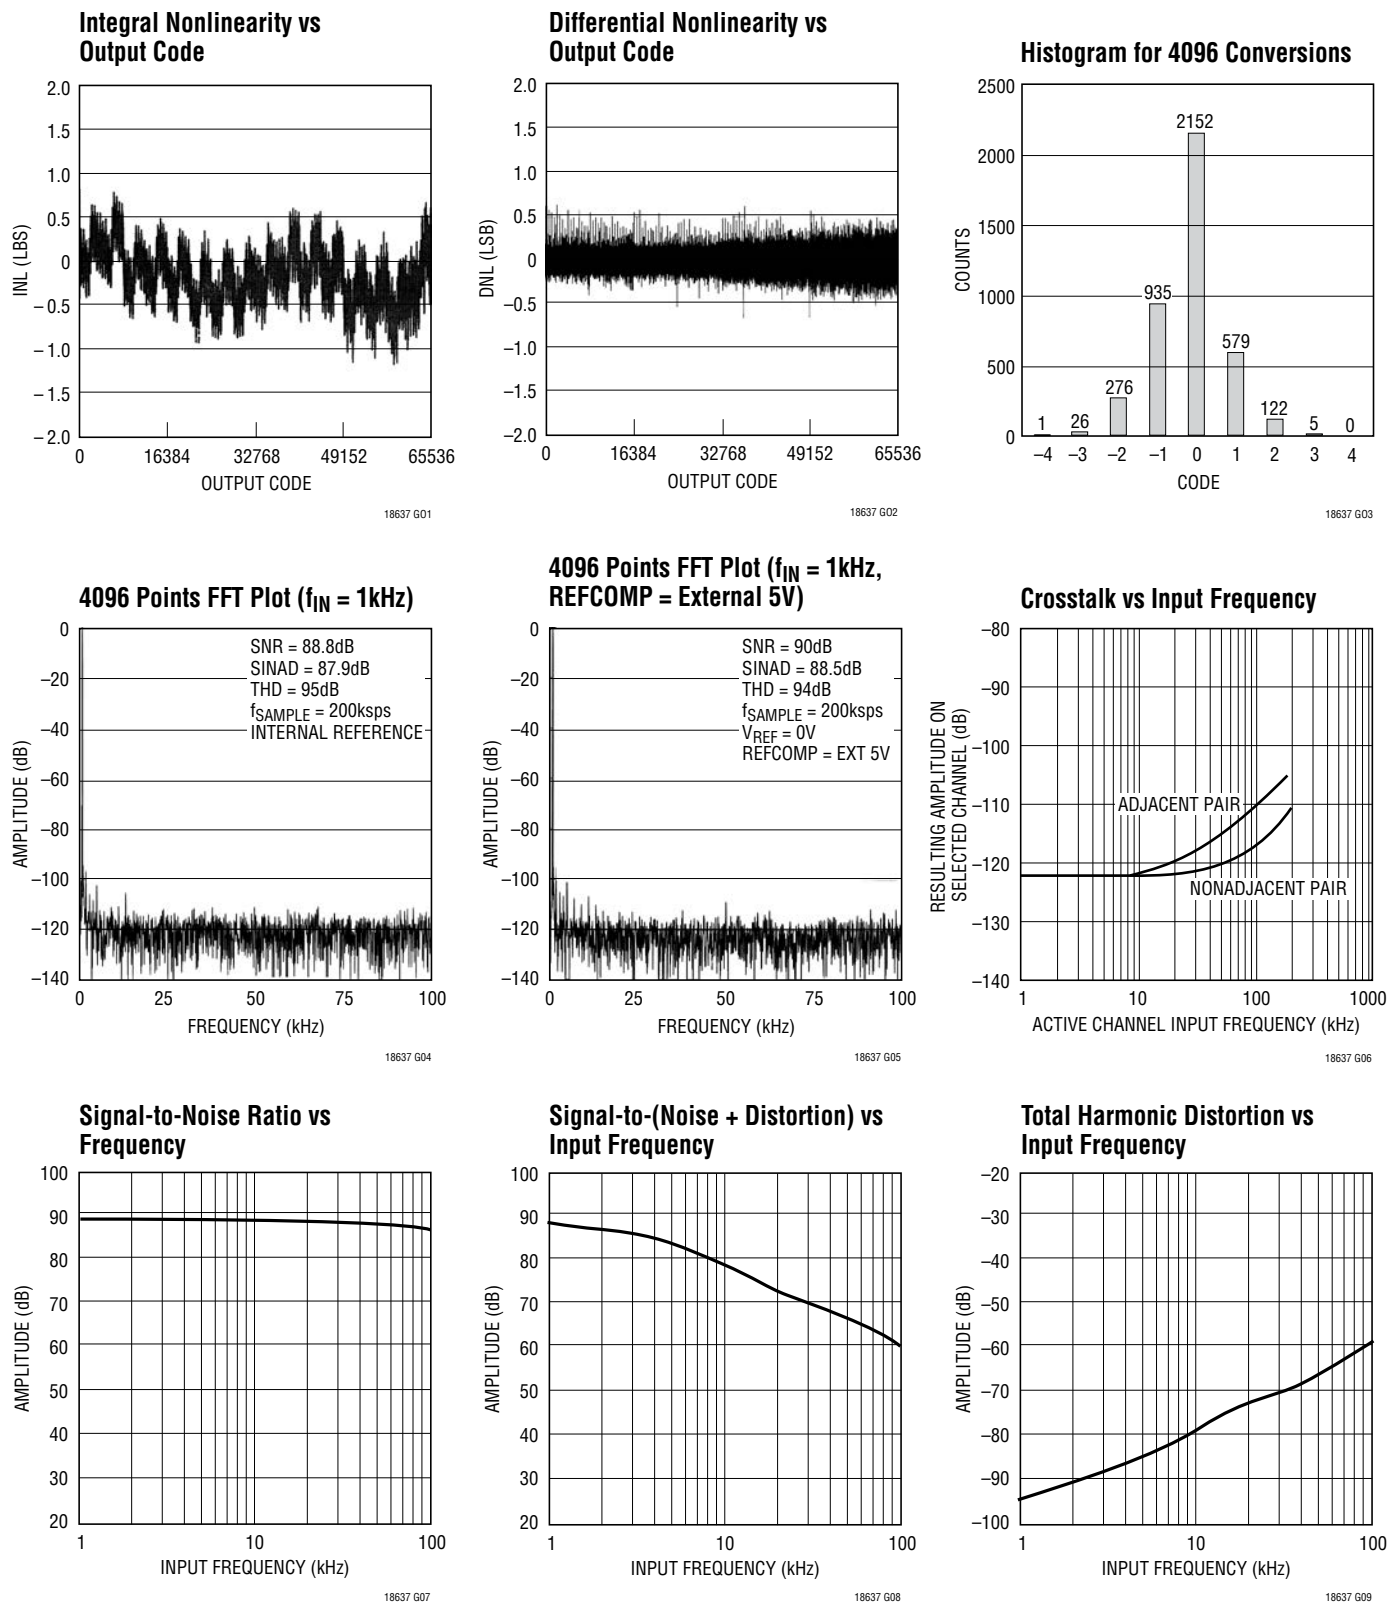 Integral Nonlinearity vs
Output Code
2.0
1.5
1.0
0.5
0
–0.5
–1.0
–1.5
–2.0
INL (LBS)
0 16384 32768 49152 65536
OUTPUT CODE
18637 G01
Differential Nonlinearity vs
Output Code
2.0
1.5
1.0
0.5
0
–0.5
–1.0
–1.5
–2.0
DNL (LSB)
0 16384 32768 49152 65536
OUTPUT CODE
18637 G02
Histogram for 4096 Conversions
2500
2000
1500
1000
500
0
COUNTS
1 26 276 935 2152 579 122 5 0
–4 –3 –2 –1 0 1 2 3 4
CODE
18637 G03
4096 Points FFT Plot (fIN = 1kHz)
0
–20
–40
–60
–80
–100
–120
–140
AMPLITUDE (dB)
SNR = 88.8dB
SINAD = 87.9dB
THD = 95dB
fSAMPLE = 200ksps
INTERNAL REFERENCE
0 25 50 75 100
FREQUENCY (kHz)
18637 G04
4096 Points FFT Plot (fIN = 1kHz,
REFCOMP = External 5V)
0
–20
–40
–60
–80
–100
–120
–140
AMPLITUDE (dB)
SNR = 90dB
SINAD = 88.5dB
THD = 94dB
fSAMPLE = 200ksps
VREF = 0V
REFCOMP = EXT 5V
0 25 50 75 100
FREQUENCY (kHz)
18637 G05
Crosstalk vs Input Frequency
–80
–90
–100
–110
–120
–130
–140
RESULTING AMPLITUDE ON
SELECTED CHANNEL (dB)
ADJACENT PAIR
NONADJACENT PAIR
1 10 100 1000
ACTIVE CHANNEL INPUT FREQUENCY (kHz)
18637 G06
Signal-to-Noise Ratio vs
Frequency
100
90
80
70
60
50
40
30
20
AMPLITUDE (dB)
1 10 100
INPUT FREQUENCY (kHz)
18637 G07
Signal-to-(Noise + Distortion) vs
Input Frequency
100
90
80
70
60
50
40
30
20
AMPLITUDE (dB)
1 10 100
INPUT FREQUENCY (kHz)
18637 G08
Total Harmonic Distortion vs
Input Frequency
–20
–30
–40
–50
–60
–70
–80
–90
–100
AMPLITUDE (dB)
1 10 100
INPUT FREQUENCY (kHz)
18637 G09